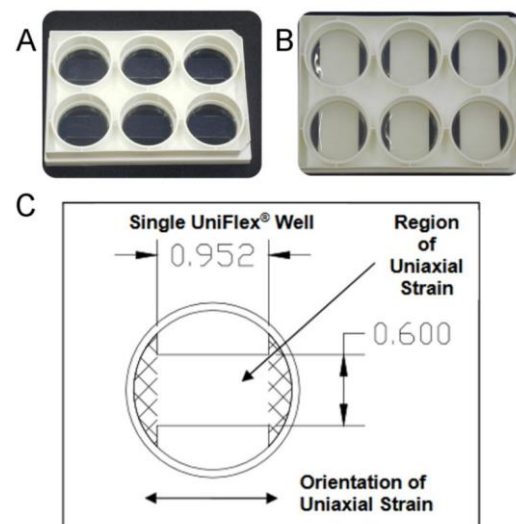 A
B
C
Single UniFlex® Well
0.952
Region
of
Uniaxial
Strain
0.600
Orientation of
Uniaxial Strain